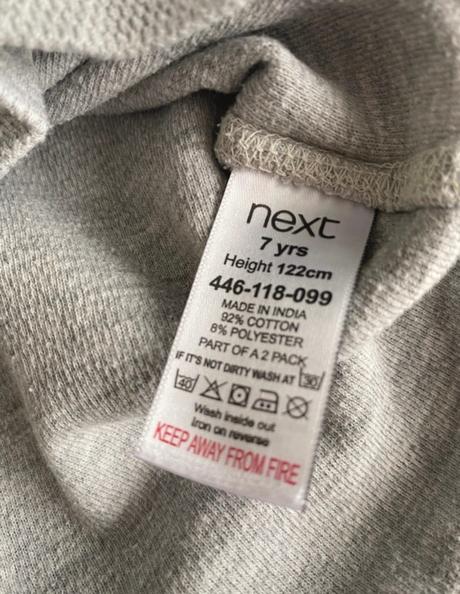 next
7 yrs
Height 122cm
446-118-099
MADE IN INDIA
92% COTTON
8% POLYESTER
PART OF A 2 PACK
IF IT'S NOT DIRTY WASH AT 30
40
Wash inside out
Iron on reverse
KEEP AWAY FROM FIRE